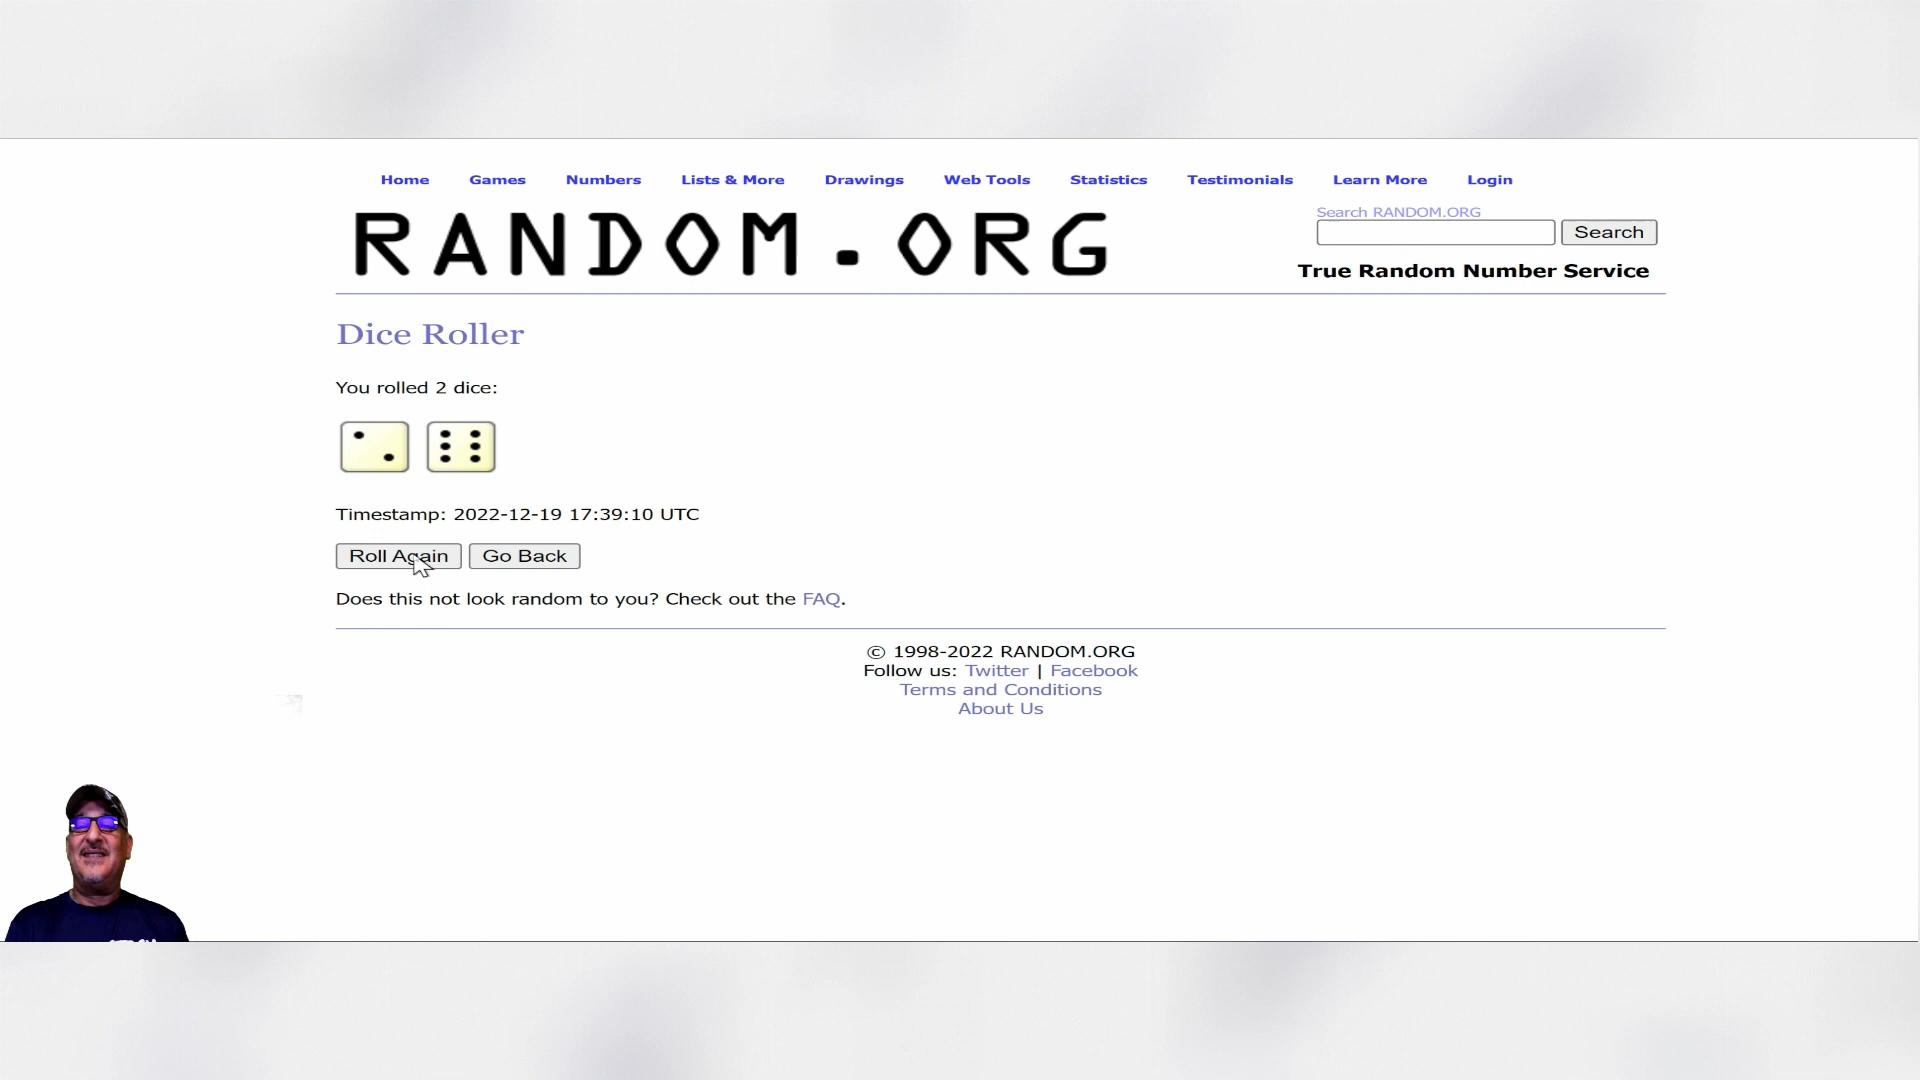 Home Games Numbers Lists & More Drawings Web Tools Statistics Testimonials Learn More Login
RANDOM.ORG
Search RANDOM.ORG
Search
True Random Number Service
Dice Roller
You rolled 2 dice:
Timestamp: 2022-12-19 17:39:10 UTC
Roll Again Go Back
Does this not look random to you? Check out the FAQ.
© 1998-2022 RANDOM.ORG
Follow us: Twitter | Facebook
Terms and Conditions
About Us